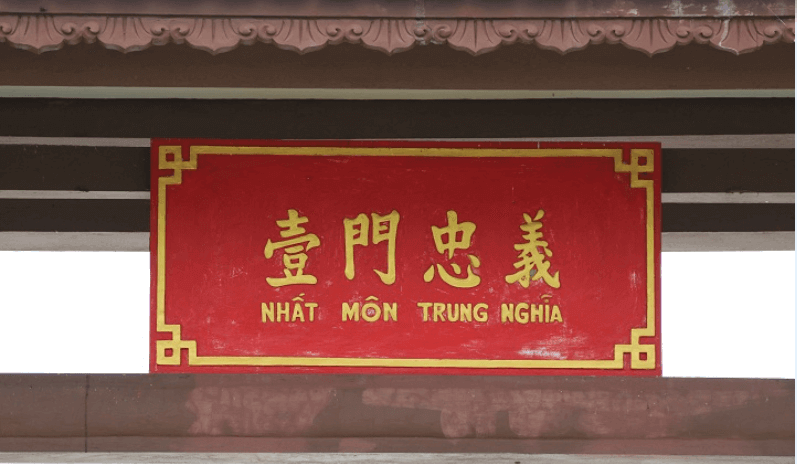 壹門忠義
NHẤT MÔN TRUNG NGHĨA